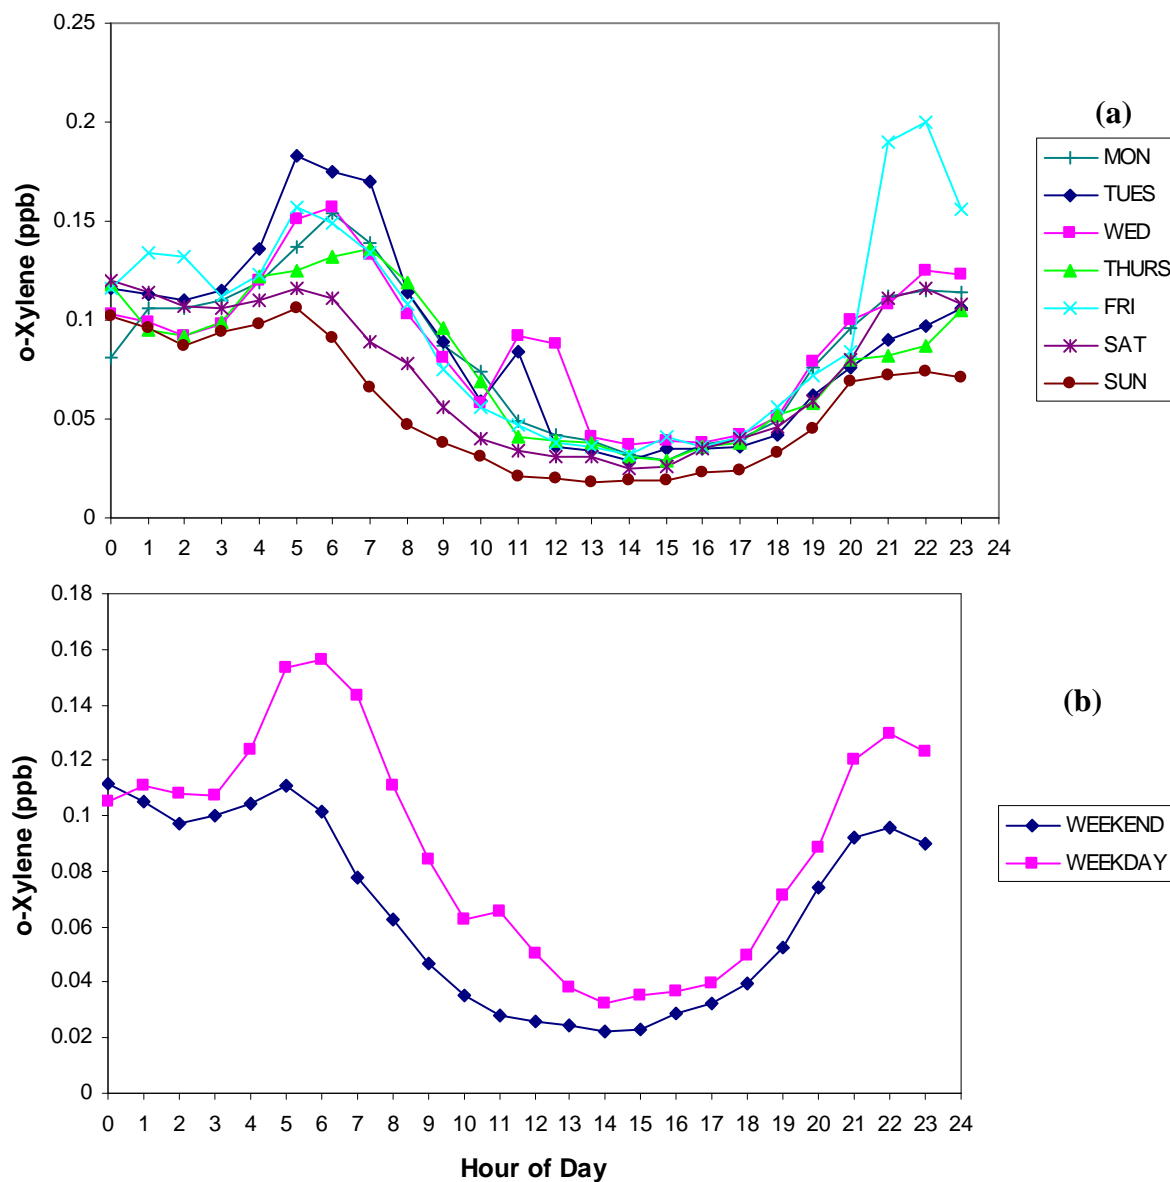 0.25
0.2
0.15
0.1
0.05
0
o-Xylene (ppb)
0 1 2 3 4 5 6 7 8 9 10 11 12 13 14 15 16 17 18 19 20 21 22 23 24
(a)
MON
TUES
WED
THURS
FRI
SAT
SUN
0.18
0.16
0.14
0.12
0.1
0.08
0.06
0.04
0.02
0
o-Xylene (ppb)
0 1 2 3 4 5 6 7 8 9 10 11 12 13 14 15 16 17 18 19 20 21 22 23 24
Hour of Day
(b)
WEEKEND
WEEKDAY